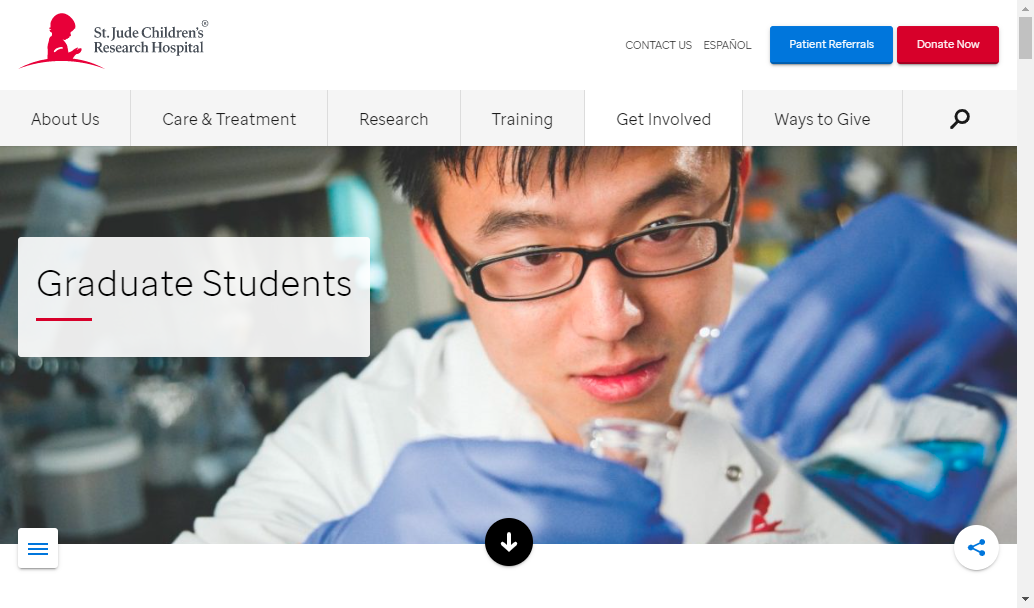 St. Jude Children's®
Research Hospital
CONTACT US
ESPAÑOL
Patient Referrals
Donate Now
About Us
Care & Treatment
Research
Training
Get Involved
Ways to Give
Graduate Students